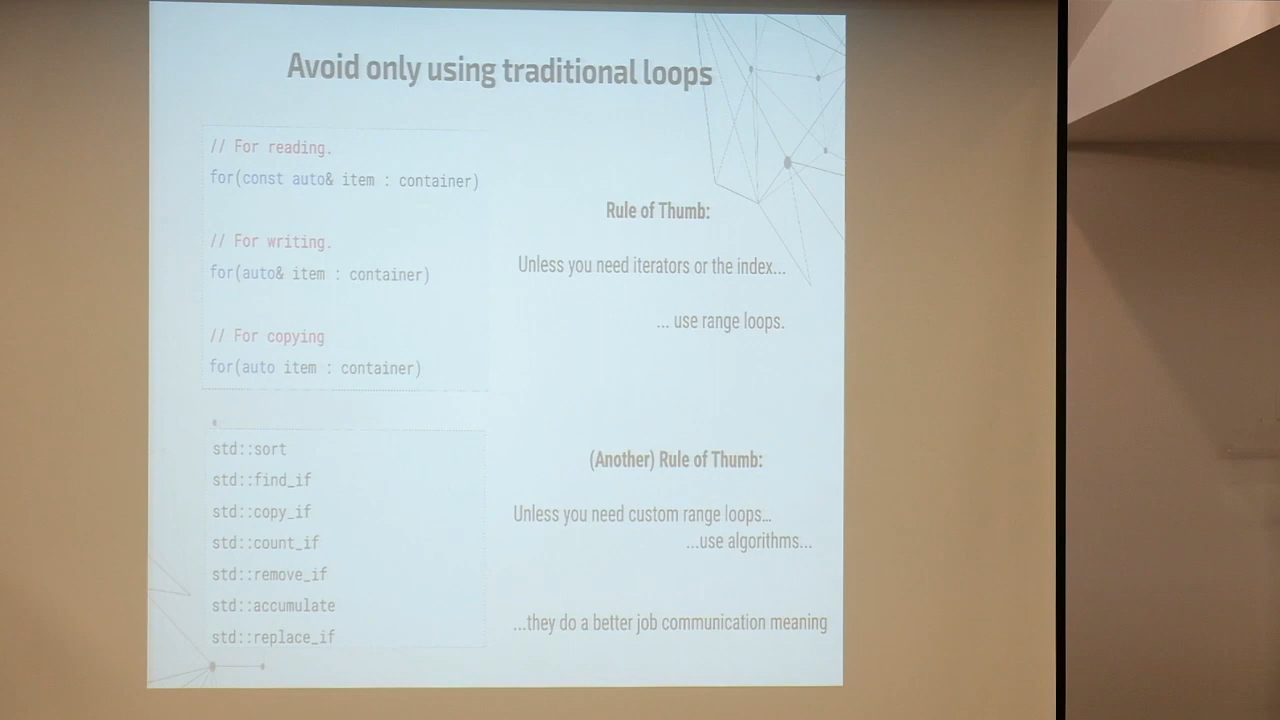 Avoid only using traditional loops
// For reading.
for(const auto& item : container)
// For writing.
for(auto& item : container)
// For copying
for(auto item : container)
Rule of Thumb:
Unless you need iterators or the index...
... use range loops.
std::sort
std::find_if
std::copy_if
std::count_if
std::remove_if
std::accumulate
std::replace_if
(Another) Rule of Thumb:
Unless you need custom range loops…
...use algorithms...
...they do a better job communication meaning